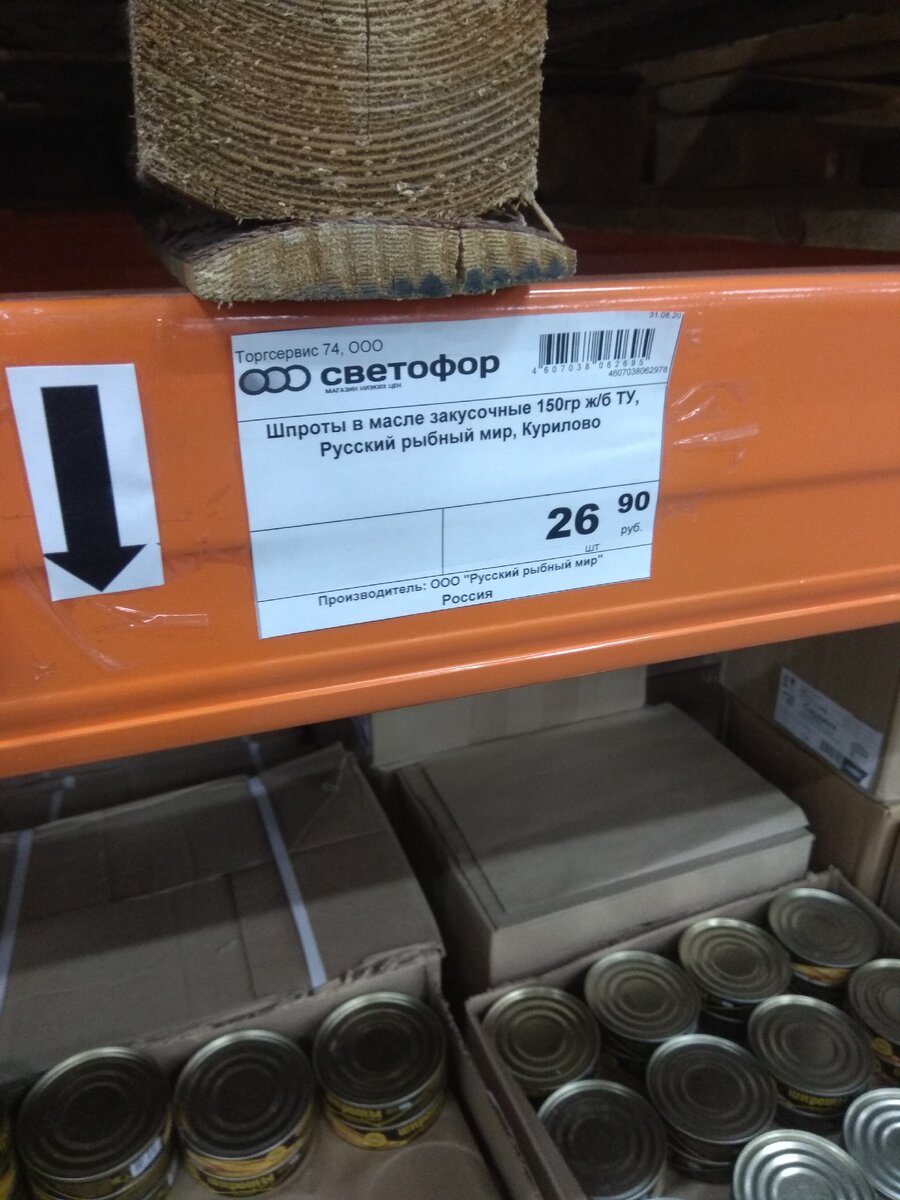 31.08.20
Торгсервис 74, ООО
светофор
МАГАЗИН НИЗКИХ ЦЕН
4 607038 062695
4607038062978
Шпроты в масле закусочные 150гр ж/б ТУ,
Русский рыбный мир, Курилово
26 90
руб.
шт
Производитель: ООО "Русский рыбный мир"
Россия